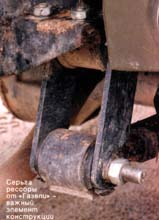 Серьга
рессоры
от «Газели» –
важный
элемент
конструкции